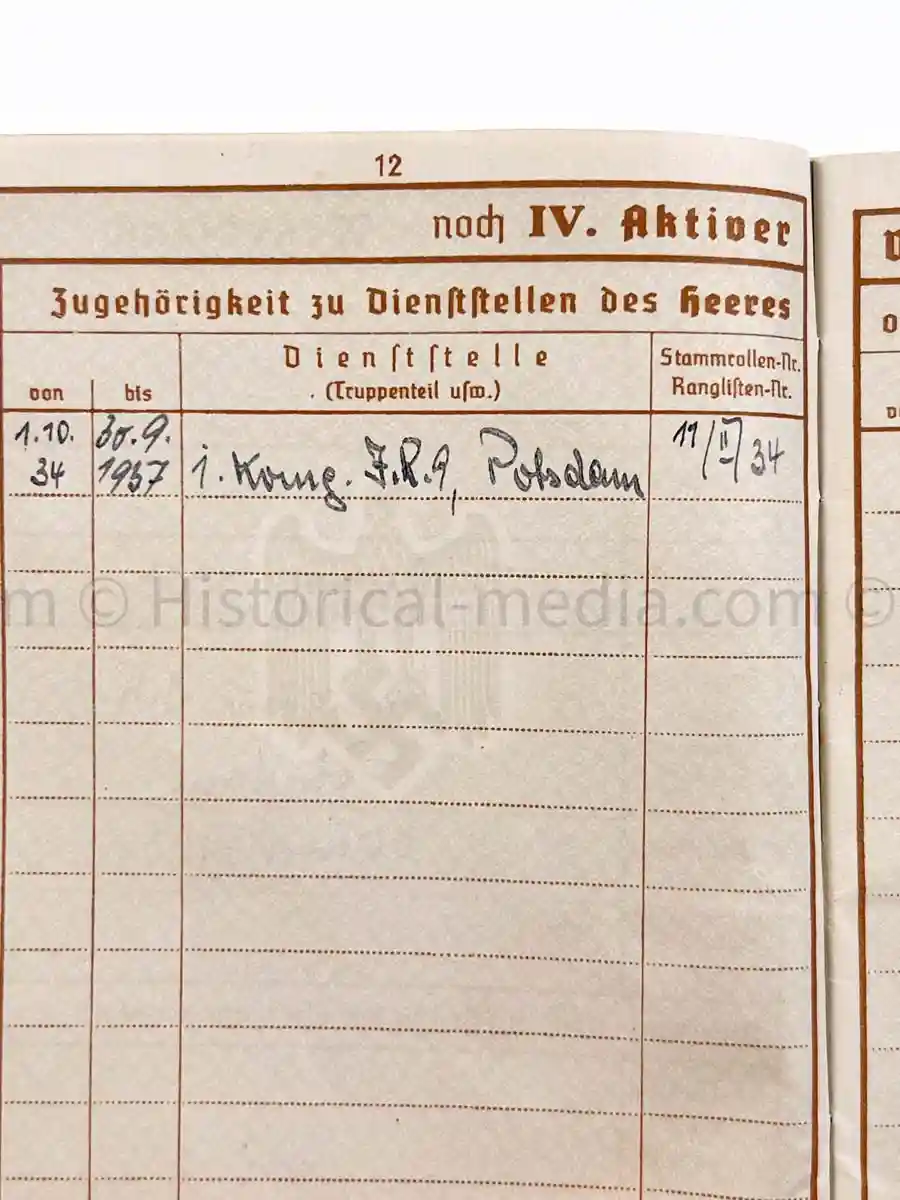 12
noch IV. Aktiver
Zugehörigkeit zu Dienststellen des Heeres
von
bis
Dienststelle
(Truppenteil usw.)
Stammrollen-Nr.
Ranglisten-Nr.
1.10.
34
30.9.
1937
1. Komp. J.R.9, Potsdam
11/II/34
m © Historical-media.com ©